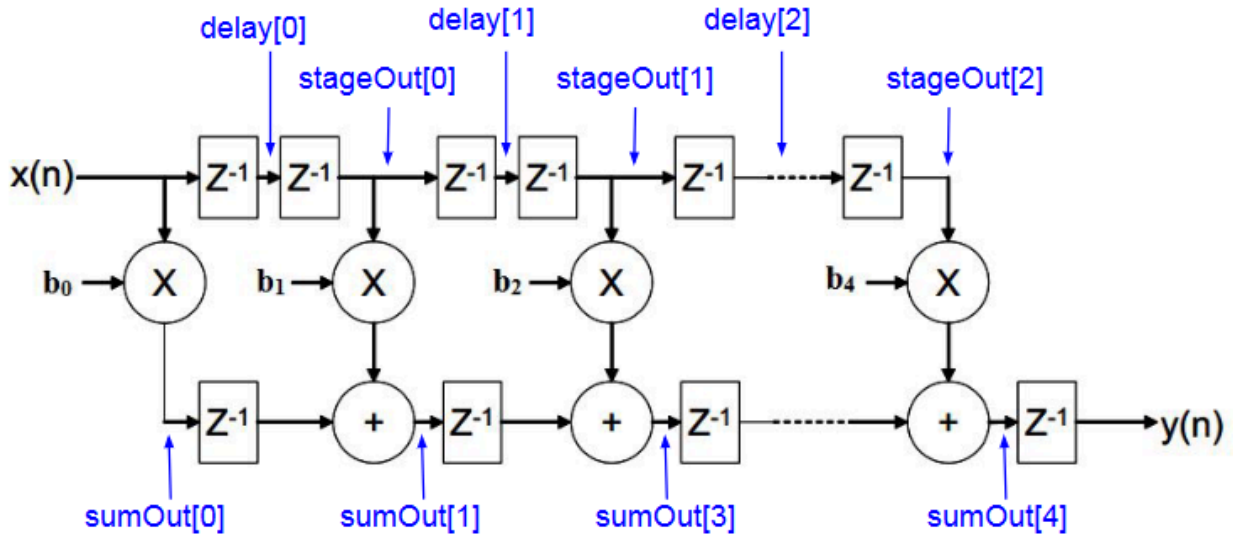 delay[0] delay[1] delay[2]
stageOut[0] stageOut[1] stageOut[2]
x(n) Z-1 Z-1 Z-1 Z-1 Z-1 Z-1
b0 X b1 X b2 X b4 X
Z-1 + Z-1 + Z-1 + Z-1 y(n)
sumOut[0] sumOut[1] sumOut[3] sumOut[4]